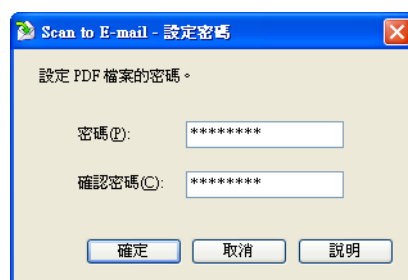 Scan to E-mail - 設定密碼
設定 PDF 檔案的密碼。
密碼(P): ********
確認密碼(C): ********
確定 取消 說明